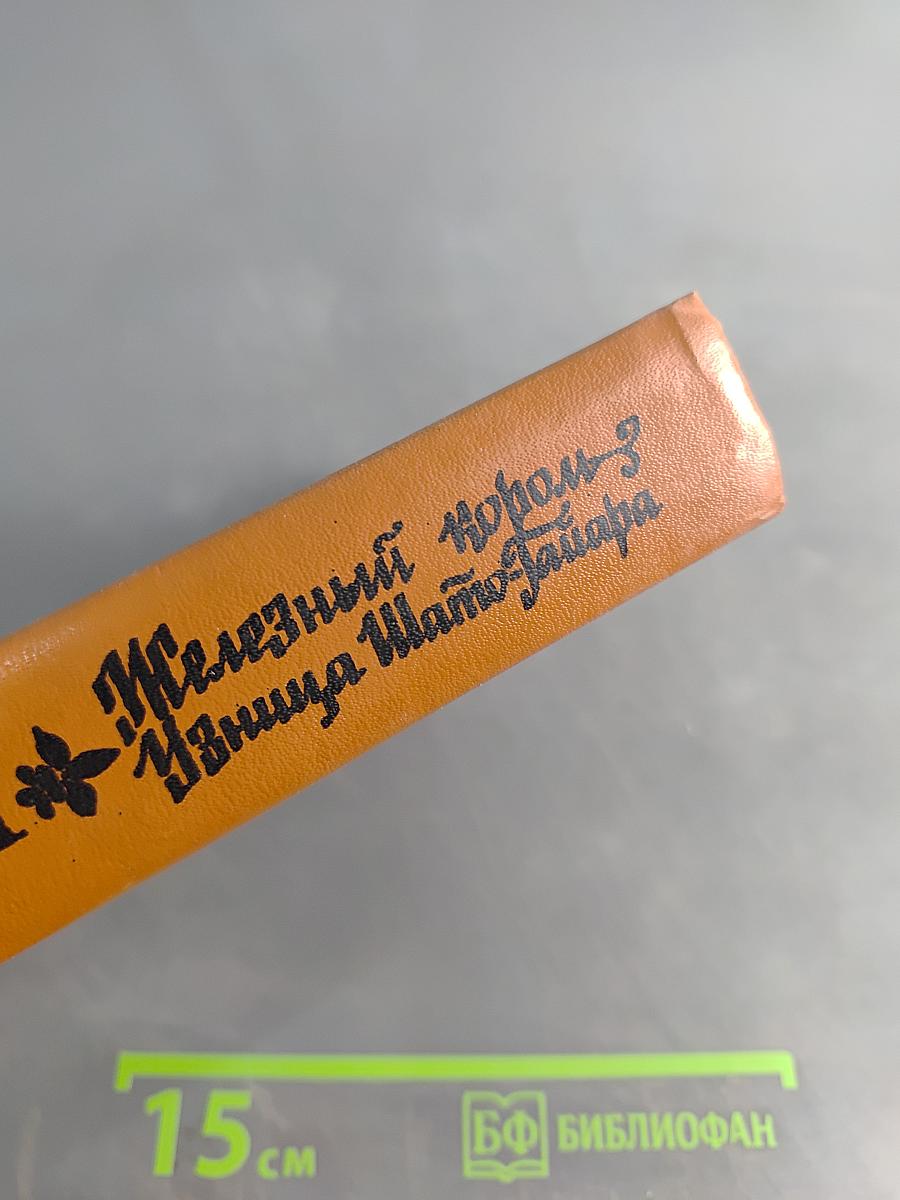 Железный король
Узница Шато-Гайара
15 см
БФ БИБЛИОФАН